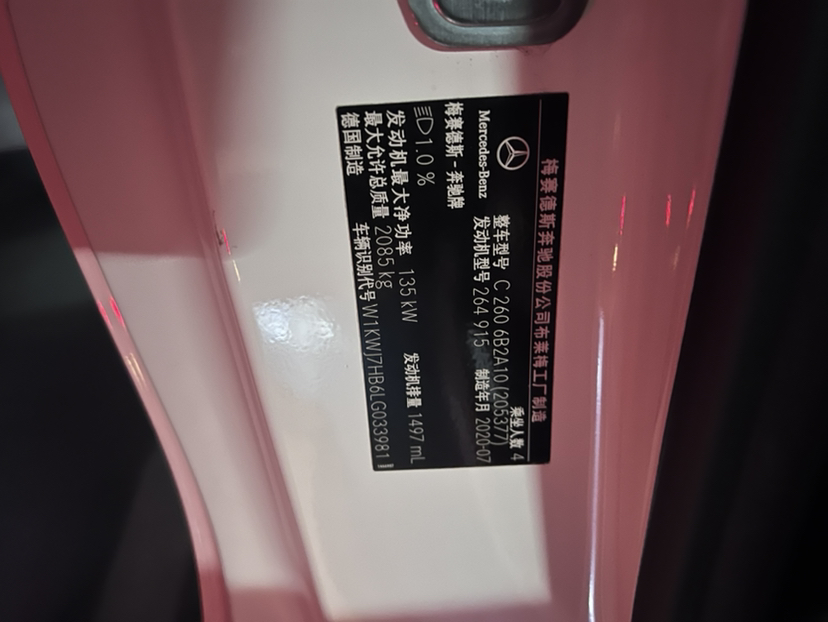 梅赛德斯奔驰股份公司布莱梅工厂制造
乘坐人数 4
整车型号 C 260 6B2A10(205377)
Mercedes-Benz 发动机型号 264 915 制造年月 2020-07
梅赛德斯-奔驰牌
1.0 % 发动机排量 1497 mL
发动机最大净功率 135 kW
最大允许总质量 2085 kg
德国制造 车辆识别代号 W1KWJ7HB6LG033981